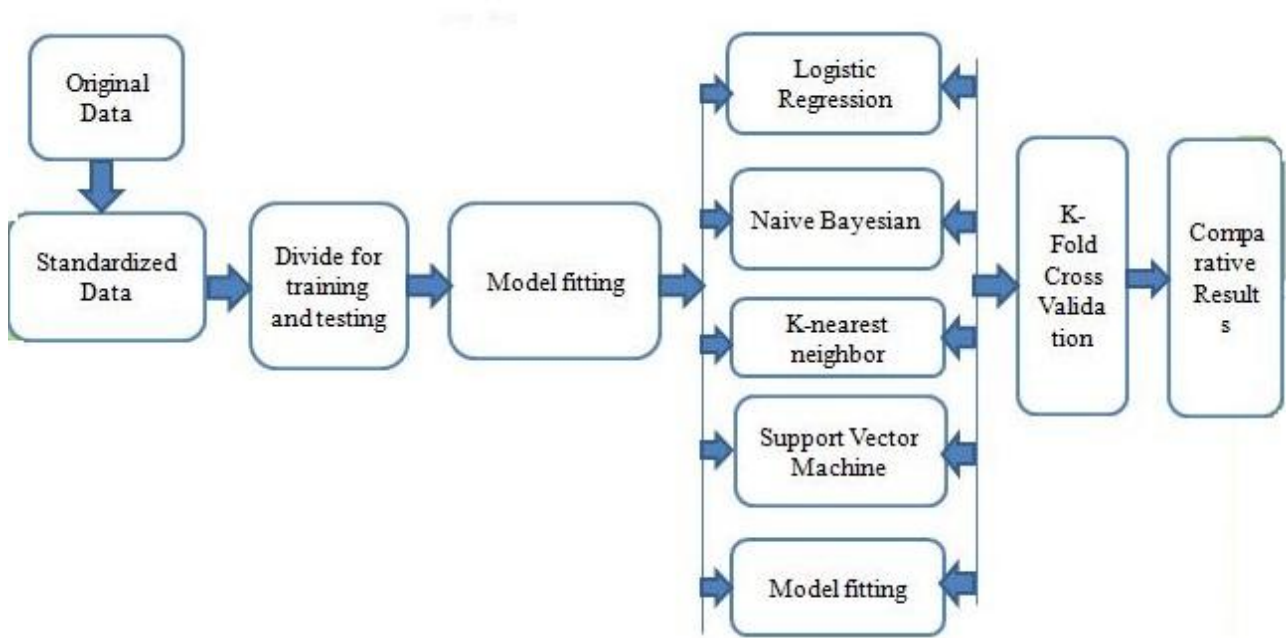 Original
Data
Standardized
Data
Divide for
training
and testing
Model fitting
Logistic
Regression
Naive Bayesian
K-nearest
neighbor
Support Vector
Machine
Model fitting
K-
Fold
Cross
Valida
tion
Compa
rative
Result
s